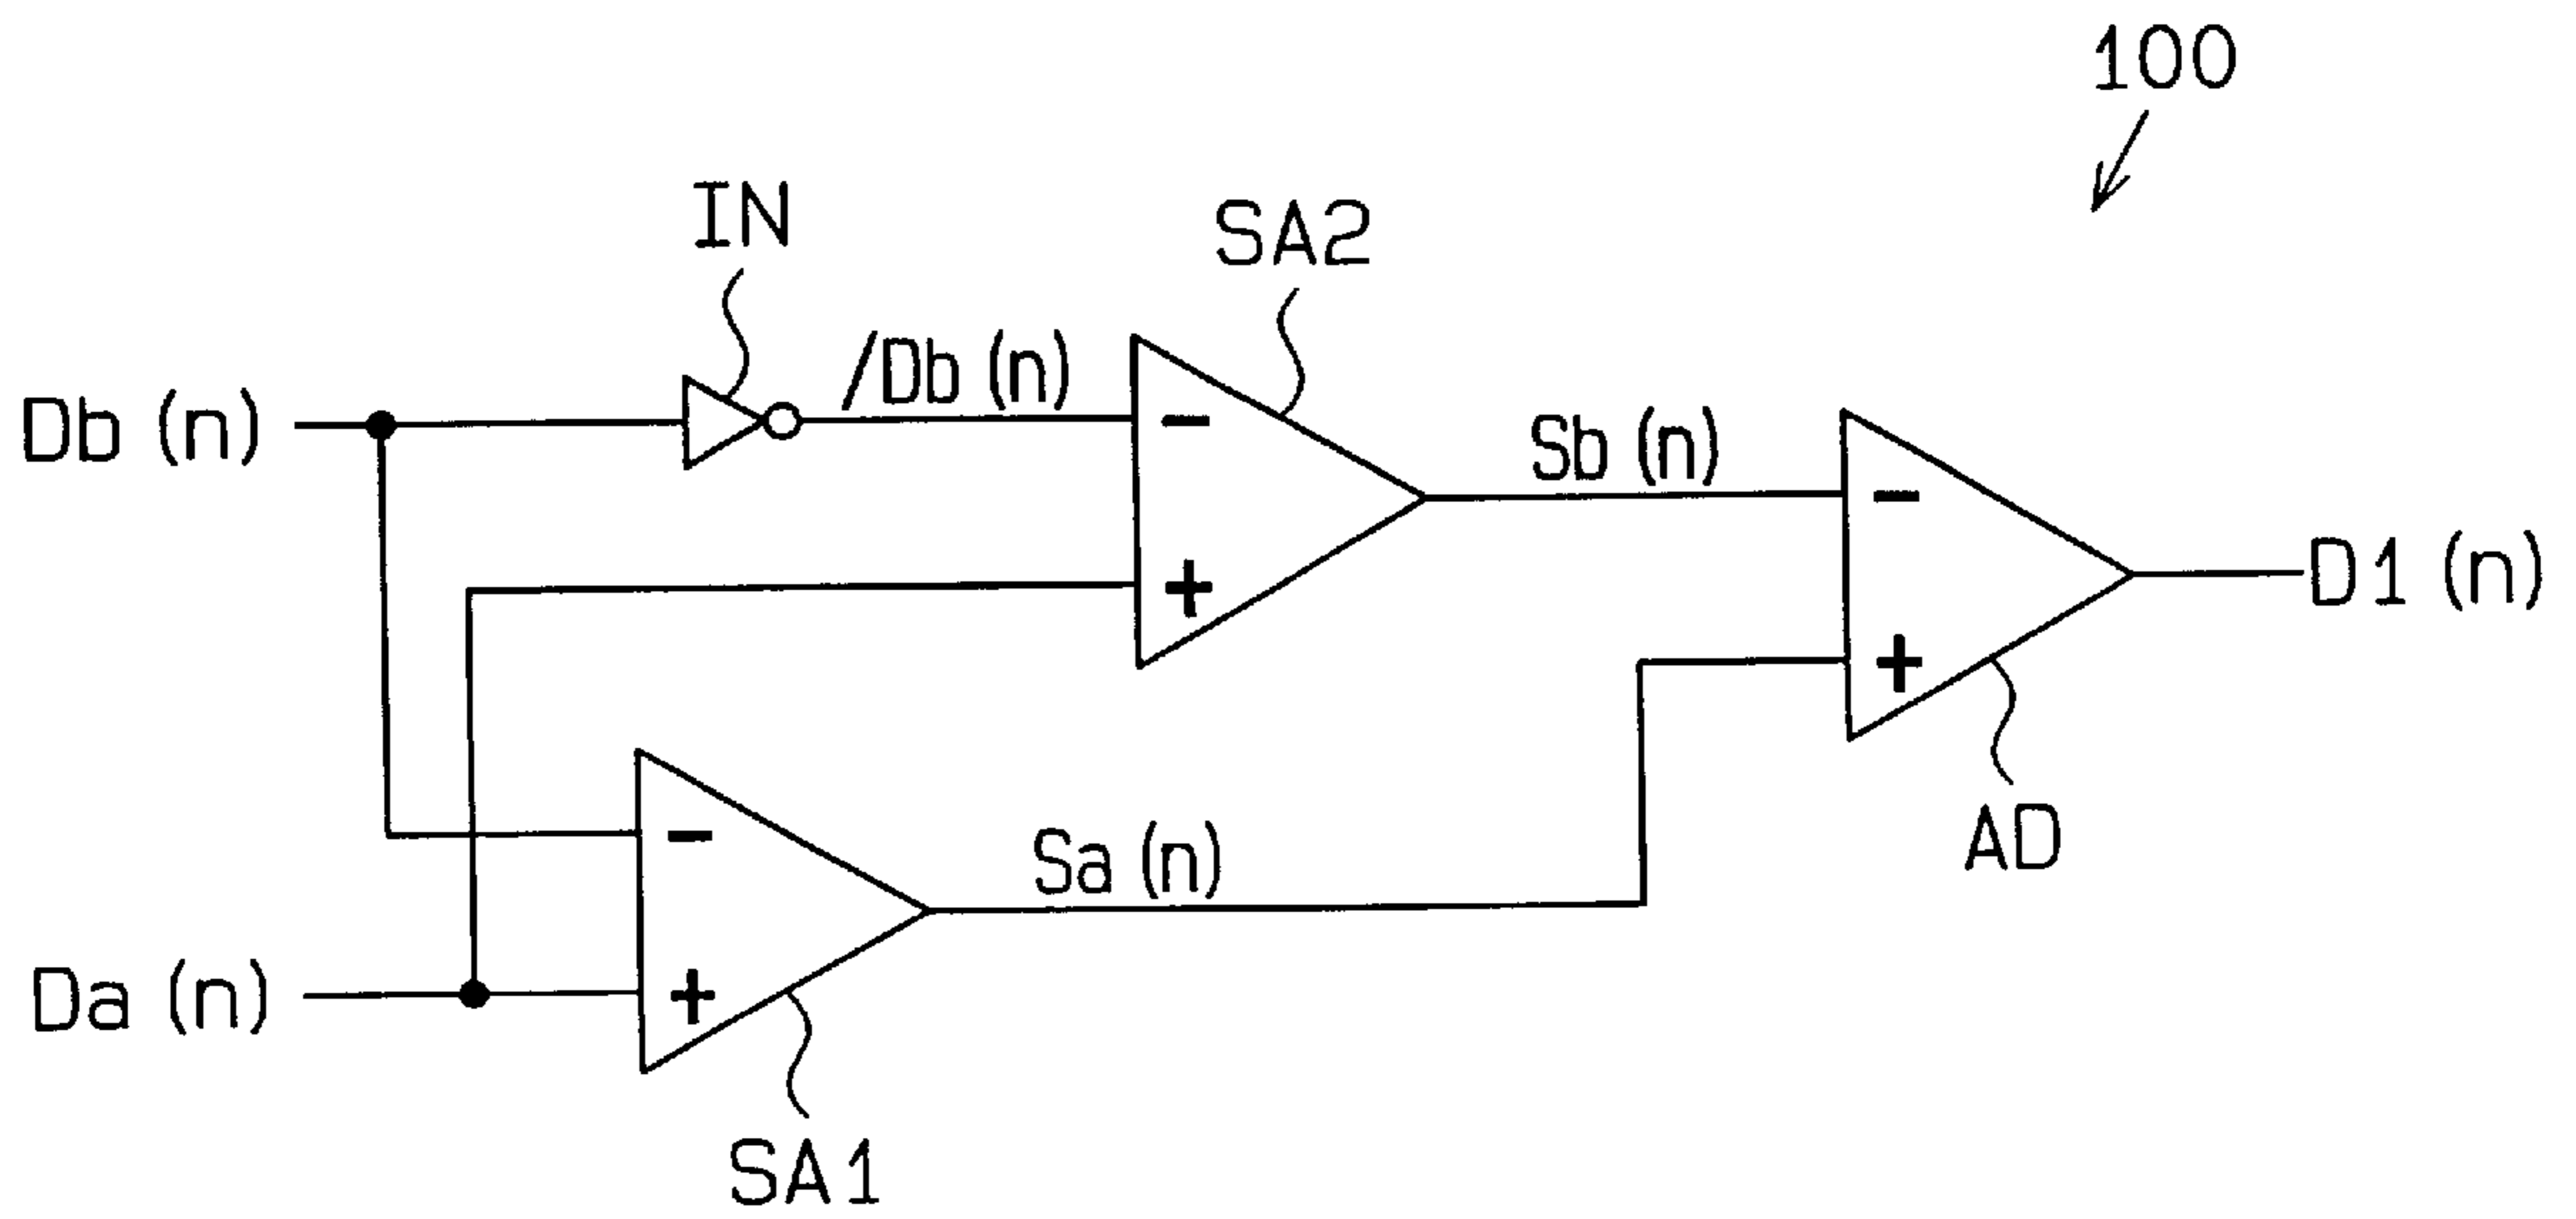 100
IN
SA2
/Db (n)
Db (n)
Sb (n)
−
−
D1 (n)
+
+
−
Sa (n)
AD
Da (n)
+
SA1